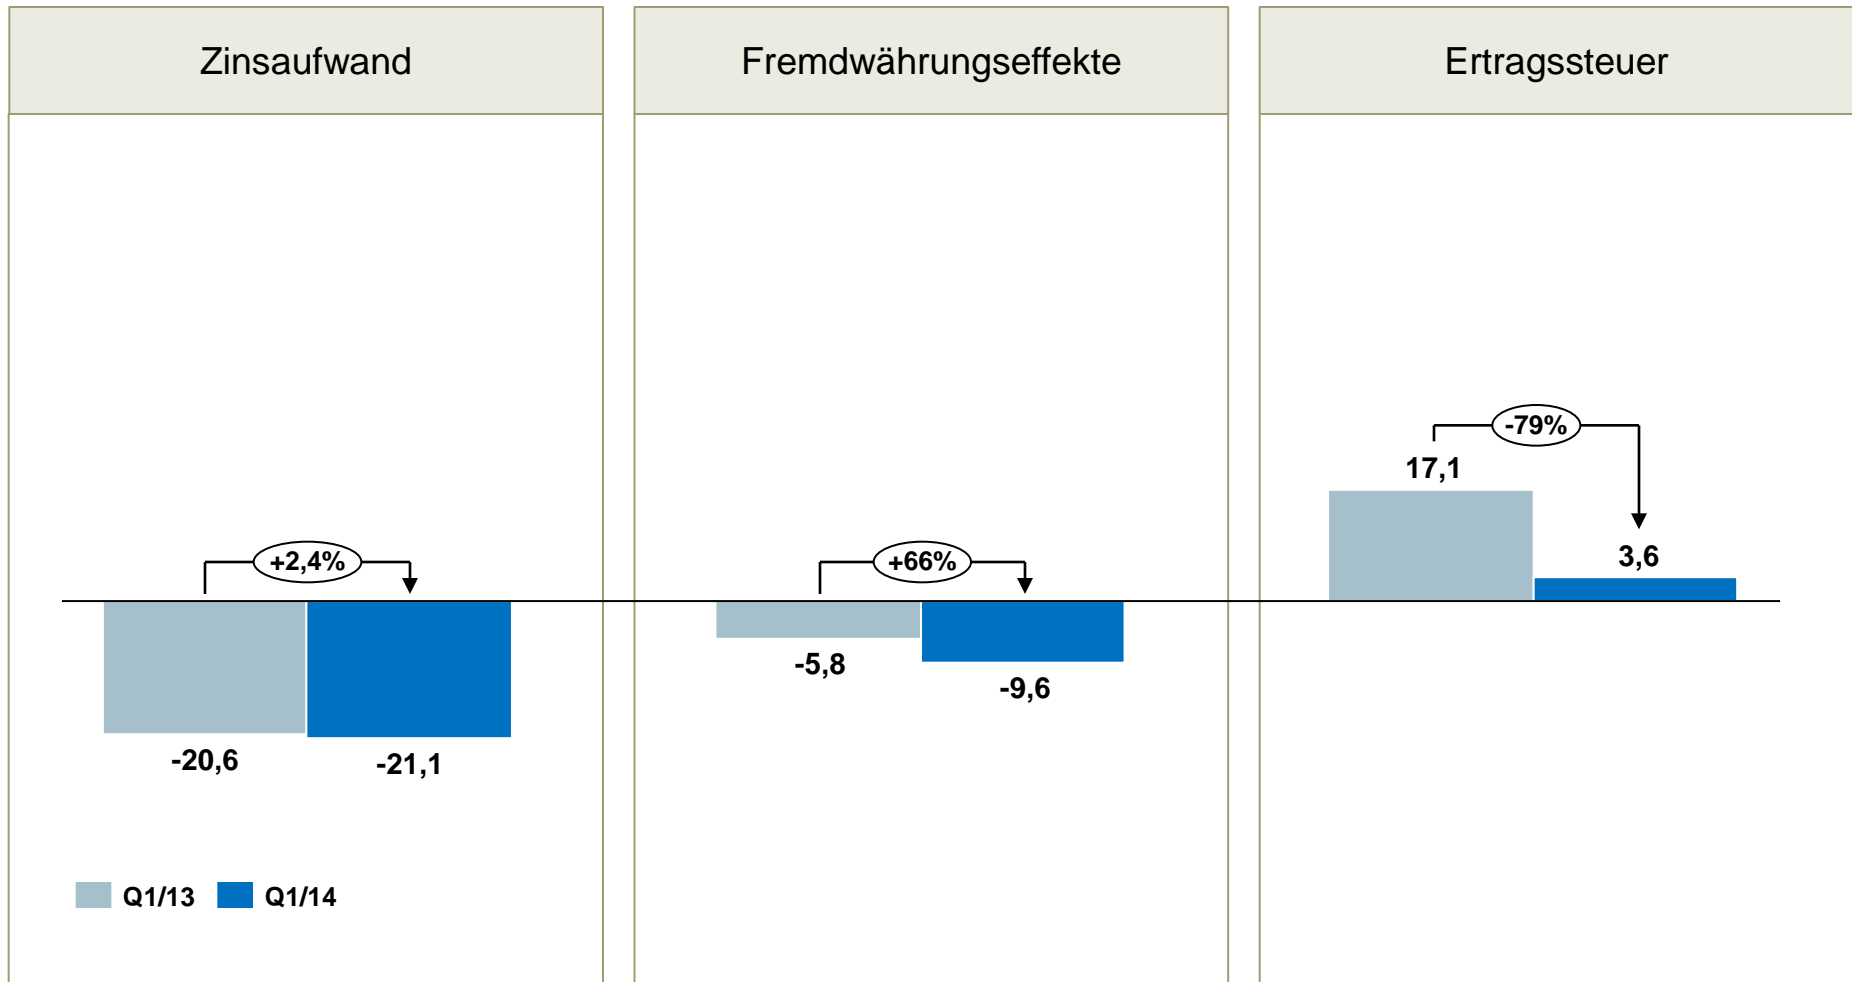 Zinsaufwand
+2,4%
-20,6
-21,1
Q1/13
Q1/14
Fremdwährungseffekte
+66%
-5,8
-9,6
Ertragssteuer
-79%
17,1
3,6